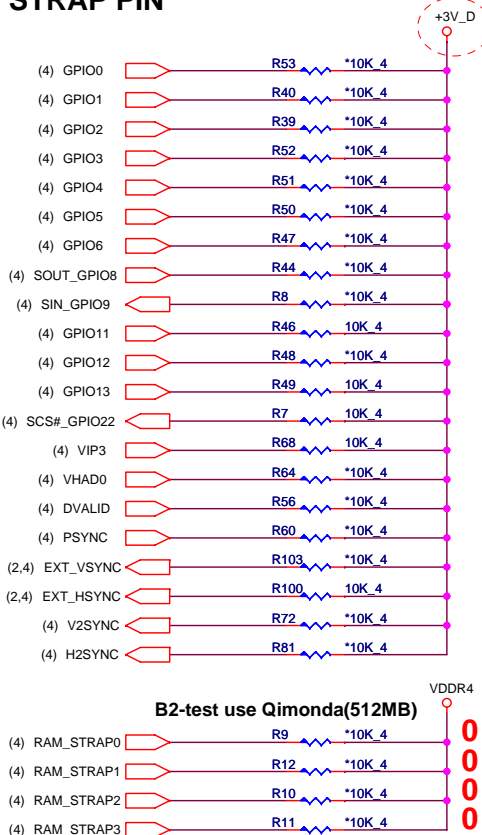 STRAP PIN
+3V_D
(4) GPIO0 R53 *10K_4
(4) GPIO1 R40 *10K_4
(4) GPIO2 R39 *10K_4
(4) GPIO3 R52 *10K_4
(4) GPIO4 R51 *10K_4
(4) GPIO5 R50 *10K_4
(4) GPIO6 R47 *10K_4
(4) SOUT_GPIO8 R44 *10K_4
(4) SIN_GPIO9 R8 *10K_4
(4) GPIO11 R46 10K_4
(4) GPIO12 R48 *10K_4
(4) GPIO13 R49 10K_4
(4) SCS#_GPIO22 R7 10K_4
(4) VIP3 R68 10K_4
(4) VHAD0 R64 *10K_4
(4) DVALID R56 *10K_4
(4) PSYNC R60 *10K_4
(2,4) EXT_VSYNC R103 *10K_4
(2,4) EXT_HSYNC R100 10K_4
(4) V2SYNC R72 *10K_4
(4) H2SYNC R81 *10K_4
VDDR4
B2-test use Qimonda(512MB)
(4) RAM_STRAP0 R9 *10K_4 0
(4) RAM_STRAP1 R12 *10K_4 0
(4) RAM_STRAP2 R10 *10K_4 0
(4) RAM_STRAP3 R11 *10K_4 0